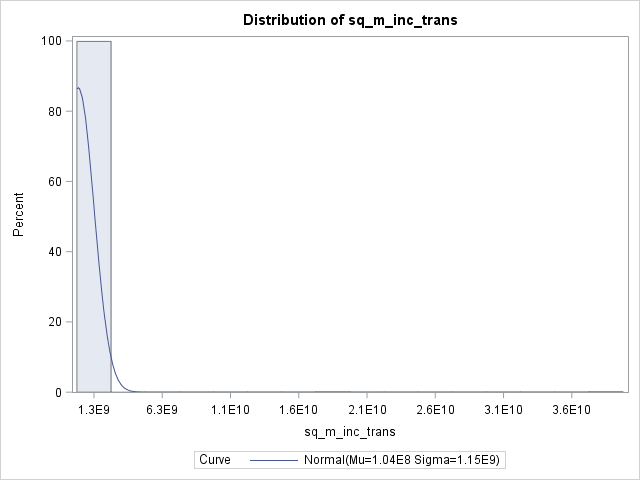 Distribution of sq_m_inc_trans
100
80
60
40
20
0
Percent
1.3E9 6.3E9 1.1E10 1.6E10 2.1E10 2.6E10 3.1E10 3.6E10
sq_m_inc_trans
Curve Normal(Mu=1.04E8 Sigma=1.15E9)